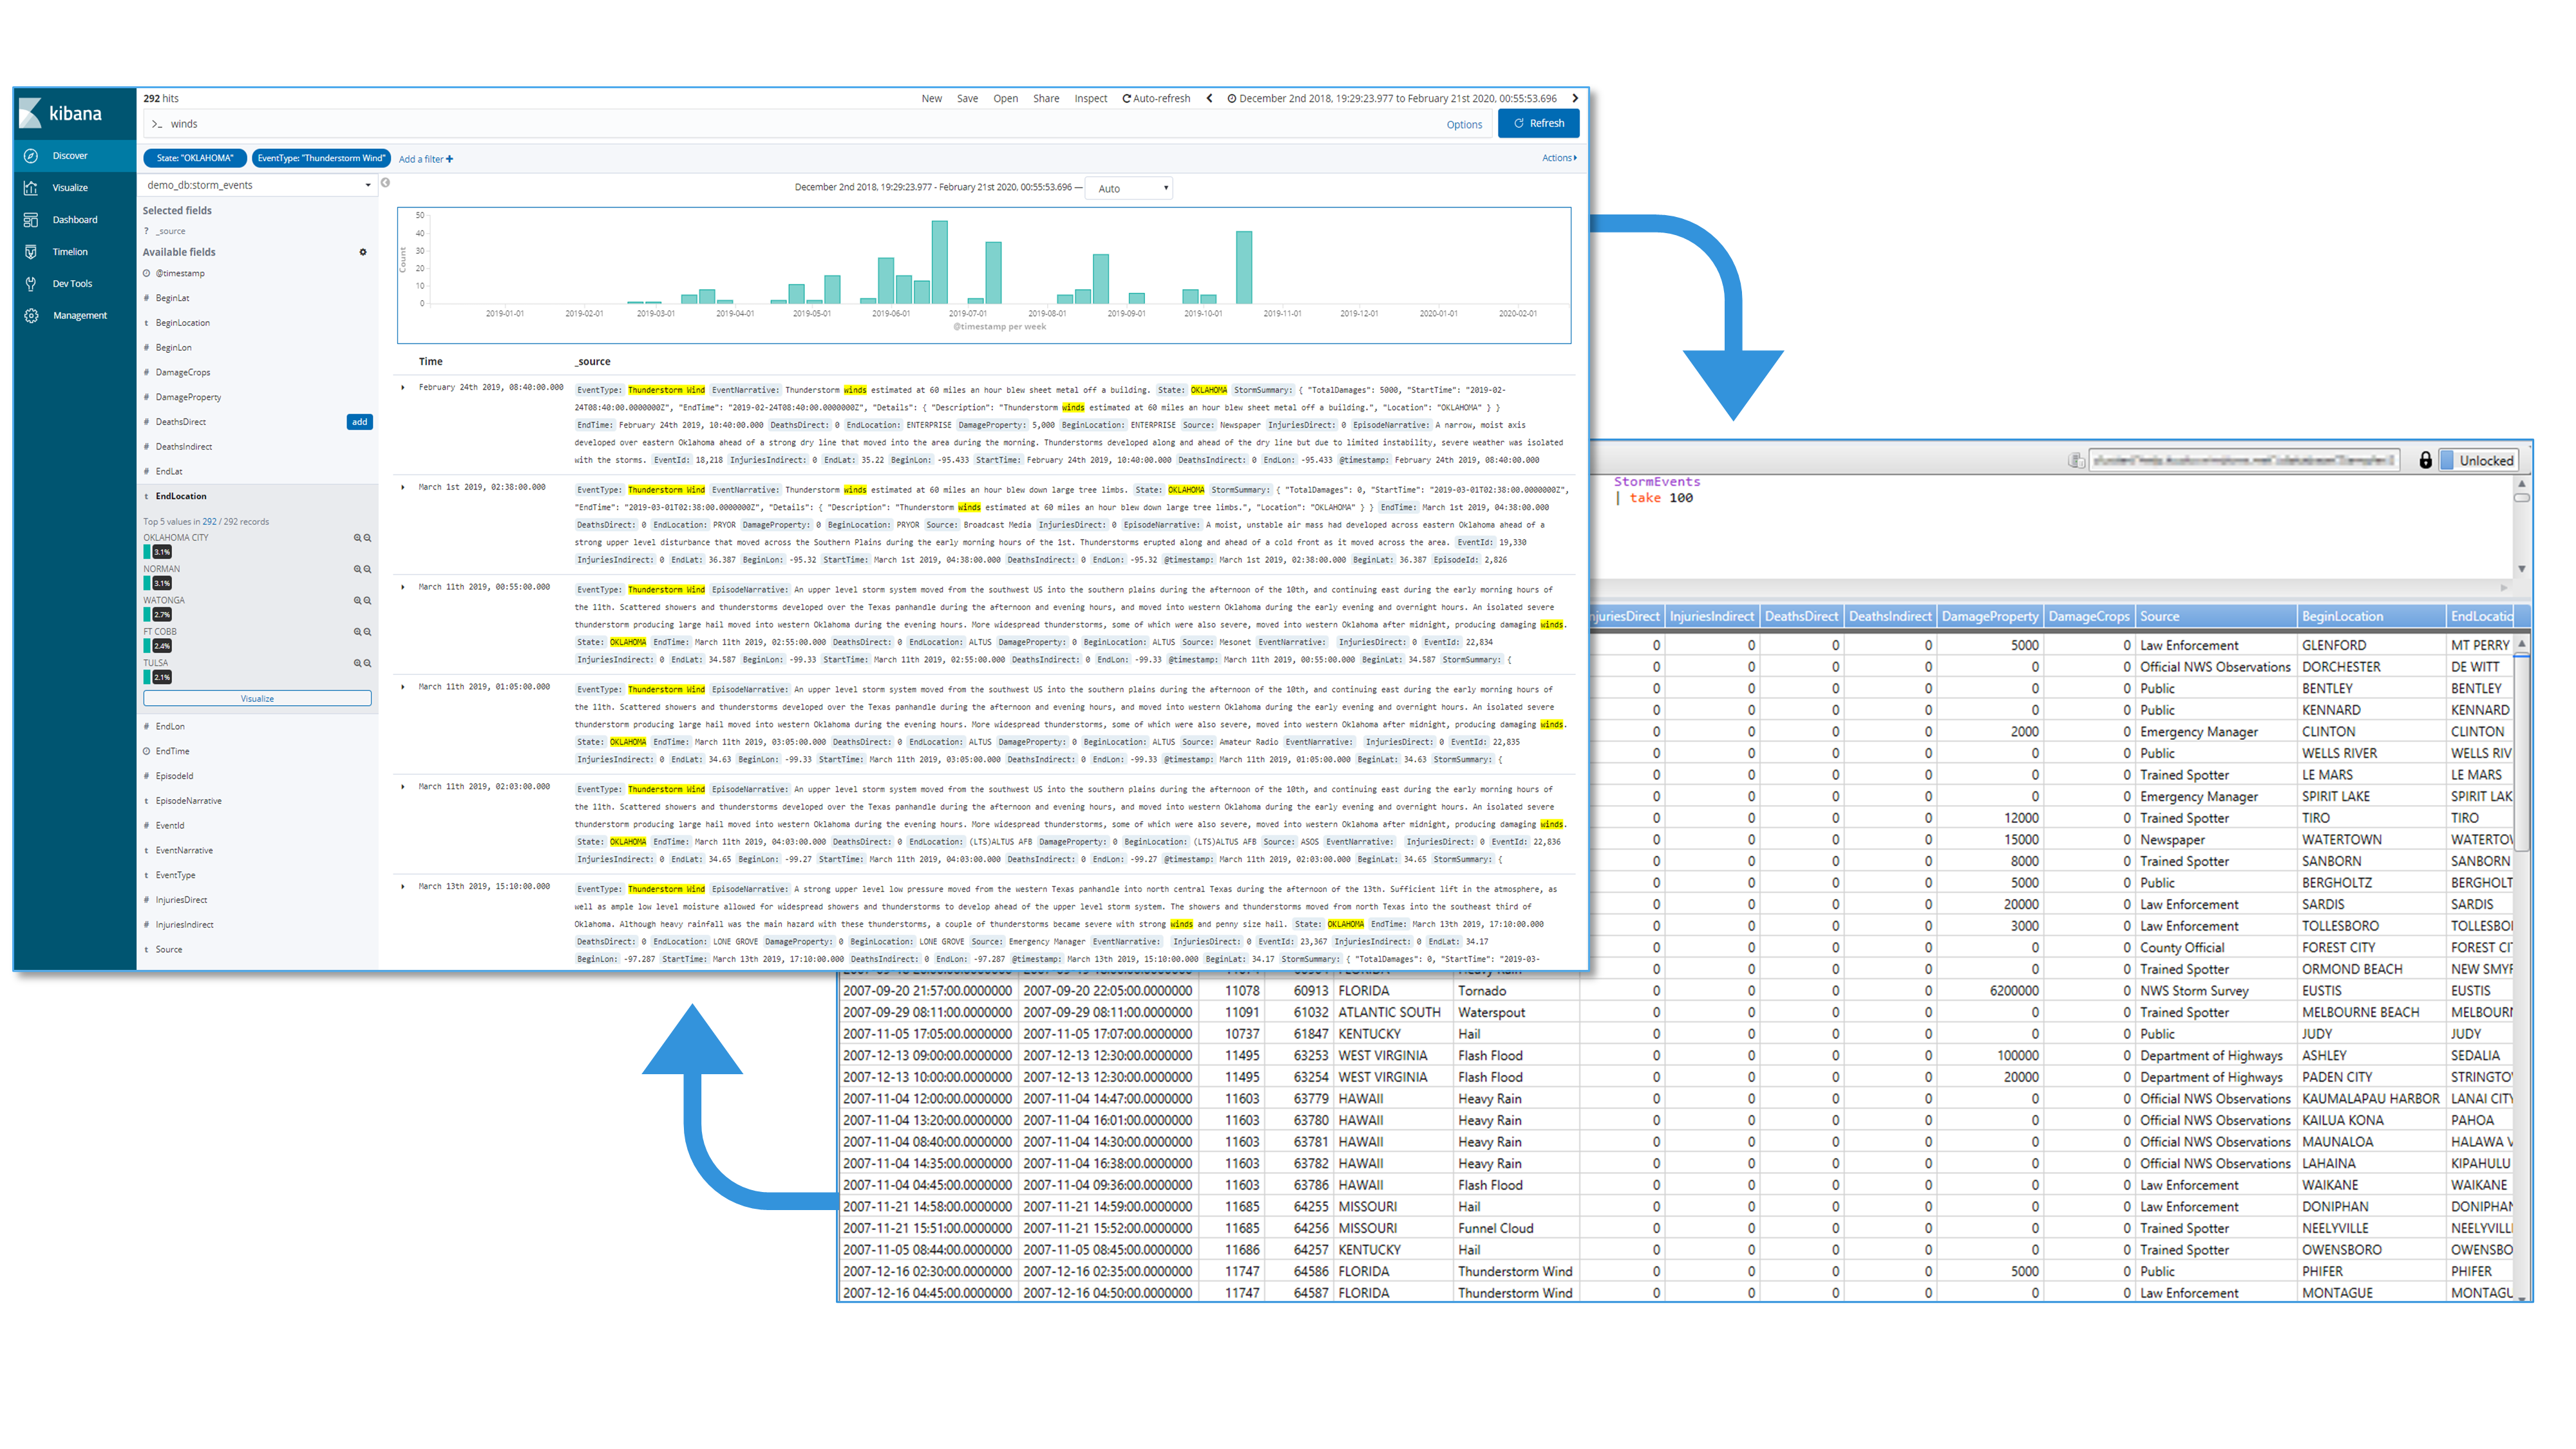 kibana
Discover
Visualize
Dashboard
Timelion
Dev Tools
Management
292 hits
New Save Open Share Inspect Auto-refresh December 2nd 2018, 19:29:23.977 to February 21st 2020, 00:55:53.696
>_ winds
Options Refresh
State: "OKLAHOMA" EventType: "Thunderstorm Wind" Add a filter +
Actions
demo_db:storm_events
Selected fields
? _source
Available fields
@timestamp
# BeginLat
t BeginLocation
# BeginLon
# DamageCrops
# DamageProperty
# DeathsDirect add
# DeathsIndirect
# EndLat
t EndLocation
Top 5 values in 292 / 292 records
OKLAHOMA CITY
3.1%
NORMAN
3.1%
WATONGA
2.7%
FT COBB
2.4%
TULSA
2.1%
Visualize
# EndLon
EndTime
# EpisodeId
t EpisodeNarrative
# EventId
t EventNarrative
t EventType
# InjuriesDirect
# InjuriesIndirect
t Source
December 2nd 2018, 19:29:23.977 - February 21st 2020, 00:55:53.696 — Auto
50
40
30
20
10
0
Count
2019-01-01 2019-02-01 2019-03-01 2019-04-01 2019-05-01 2019-06-01 2019-07-01 2019-08-01 2019-09-01 2019-10-01 2019-11-01 2019-12-01 2020-01-01 2020-02-01
@timestamp per week
Time _source
February 24th 2019, 08:40:00.000 EventType: Thunderstorm Wind EventNarrative: Thunderstorm winds estimated at 60 miles an hour blew sheet metal off a building. State: OKLAHOMA StormSummary: { "TotalDamages": 5000, "StartTime": "2019-02-
24T08:40:00.0000000Z", "EndTime": "2019-02-24T08:40:00.0000000Z", "Details": { "Description": "Thunderstorm winds estimated at 60 miles an hour blew sheet metal off a building.", "Location": "OKLAHOMA" } }
EndTime: February 24th 2019, 10:40:00.000 DeathsDirect: 0 EndLocation: ENTERPRISE DamageProperty: 5,000 BeginLocation: ENTERPRISE Source: Newspaper InjuriesDirect: 0 EpisodeNarrative: A narrow, moist axis
developed over eastern Oklahoma ahead of a strong dry line that moved into the area during the morning. Thunderstorms developed along and ahead of the dry line but due to limited instability, severe weather was isolated
with the storms. EventId: 18,218 InjuriesIndirect: 0 EndLat: 35.22 BeginLon: -95.433 StartTime: February 24th 2019, 10:40:00.000 DeathsIndirect: 0 EndLon: -95.433 @timestamp: February 24th 2019, 08:40:00.000
March 1st 2019, 02:38:00.000 EventType: Thunderstorm Wind EventNarrative: Thunderstorm winds estimated at 60 miles an hour blew down large tree limbs. State: OKLAHOMA StormSummary: { "TotalDamages": 0, "StartTime": "2019-03-01T02:38:00.0000000Z",
"EndTime": "2019-03-01T02:38:00.0000000Z", "Details": { "Description": "Thunderstorm winds estimated at 60 miles an hour blew down large tree limbs.", "Location": "OKLAHOMA" } } EndTime: March 1st 2019, 04:38:00.000
DeathsDirect: 0 EndLocation: PRYOR DamageProperty: 0 BeginLocation: PRYOR Source: Broadcast Media InjuriesDirect: 0 EpisodeNarrative: A moist, unstable air mass had developed across eastern Oklahoma ahead of a
strong upper level disturbance that moved across the Southern Plains during the early morning hours of the 1st. Thunderstorms erupted along and ahead of a cold front as it moved across the area. EventId: 19,330
InjuriesIndirect: 0 EndLat: 36.387 BeginLon: -95.32 StartTime: March 1st 2019, 04:38:00.000 DeathsIndirect: 0 EndLon: -95.32 @timestamp: March 1st 2019, 02:38:00.000 BeginLat: 36.387 EpisodeId: 2,826
March 11th 2019, 00:55:00.000 EventType: Thunderstorm Wind EpisodeNarrative: An upper level storm system moved from the southwest US into the southern plains during the afternoon of the 10th, and continuing east during the early morning hours of
the 11th. Scattered showers and thunderstorms developed over the Texas panhandle during the afternoon and evening hours, and moved into western Oklahoma during the early evening and overnight hours. An isolated severe
thunderstorm producing large hail moved into western Oklahoma during the evening hours. More widespread thunderstorms, some of which were also severe, moved into western Oklahoma after midnight, producing damaging winds.
State: OKLAHOMA EndTime: March 11th 2019, 02:55:00.000 DeathsDirect: 0 EndLocation: ALTUS DamageProperty: 0 BeginLocation: ALTUS Source: Mesonet EventNarrative: InjuriesDirect: 0 EventId: 22,834
InjuriesIndirect: 0 EndLat: 34.587 BeginLon: -99.33 StartTime: March 11th 2019, 02:55:00.000 DeathsIndirect: 0 EndLon: -99.33 @timestamp: March 11th 2019, 00:55:00.000 BeginLat: 34.587 StormSummary: {
March 11th 2019, 01:05:00.000 EventType: Thunderstorm Wind EpisodeNarrative: An upper level storm system moved from the southwest US into the southern plains during the afternoon of the 10th, and continuing east during the early morning hours of
the 11th. Scattered showers and thunderstorms developed over the Texas panhandle during the afternoon and evening hours, and moved into western Oklahoma during the early evening and overnight hours. An isolated severe
thunderstorm producing large hail moved into western Oklahoma during the evening hours. More widespread thunderstorms, some of which were also severe, moved into western Oklahoma after midnight, producing damaging winds.
State: OKLAHOMA EndTime: March 11th 2019, 03:05:00.000 DeathsDirect: 0 EndLocation: ALTUS DamageProperty: 0 BeginLocation: ALTUS Source: Amateur Radio EventNarrative: InjuriesDirect: 0 EventId: 22,835
InjuriesIndirect: 0 EndLat: 34.63 BeginLon: -99.33 StartTime: March 11th 2019, 03:05:00.000 DeathsIndirect: 0 EndLon: -99.33 @timestamp: March 11th 2019, 01:05:00.000 BeginLat: 34.63 StormSummary: {
March 11th 2019, 02:03:00.000 EventType: Thunderstorm Wind EpisodeNarrative: An upper level storm system moved from the southwest US into the southern plains during the afternoon of the 10th, and continuing east during the early morning hours of
the 11th. Scattered showers and thunderstorms developed over the Texas panhandle during the afternoon and evening hours, and moved into western Oklahoma during the early evening and overnight hours. An isolated severe
thunderstorm producing large hail moved into western Oklahoma during the evening hours. More widespread thunderstorms, some of which were also severe, moved into western Oklahoma after midnight, producing damaging winds.
State: OKLAHOMA EndTime: March 11th 2019, 04:03:00.000 DeathsDirect: 0 EndLocation: (LTS)ALTUS AFB DamageProperty: 0 BeginLocation: (LTS)ALTUS AFB Source: ASOS EventNarrative: InjuriesDirect: 0 EventId: 22,836
InjuriesIndirect: 0 EndLat: 34.65 BeginLon: -99.27 StartTime: March 11th 2019, 04:03:00.000 DeathsIndirect: 0 EndLon: -99.27 @timestamp: March 11th 2019, 02:03:00.000 BeginLat: 34.65 StormSummary: {
March 13th 2019, 15:10:00.000 EventType: Thunderstorm Wind EpisodeNarrative: A strong upper level low pressure moved from the western Texas panhandle into north central Texas during the afternoon of the 13th. Sufficient lift in the atmosphere, as
well as ample low level moisture allowed for widespread showers and thunderstorms to develop ahead of the upper level storm system. The showers and thunderstorms moved from north Texas into the southeast third of
Oklahoma. Although heavy rainfall was the main hazard with these thunderstorms, a couple of thunderstorms became severe with strong winds and penny size hail. State: OKLAHOMA EndTime: March 13th 2019, 17:10:00.000
DeathsDirect: 0 EndLocation: LONE GROVE DamageProperty: 0 BeginLocation: LONE GROVE Source: Emergency Manager EventNarrative: InjuriesDirect: 0 EventId: 23,367 InjuriesIndirect: 0 EndLat: 34.17
BeginLon: -97.287 StartTime: March 13th 2019, 17:10:00.000 DeathsIndirect: 0 EndLon: -97.287 @timestamp: March 13th 2019, 15:10:00.000 BeginLat: 34.17 StormSummary: { "TotalDamages": 0, "StartTime": "2019-03-
Unlocked
StormEvents
| take 100
njuriesDirect InjuriesIndirect DeathsDirect DeathsIndirect DamageProperty DamageCrops Source BeginLocation EndLocatio
0 0 0 0 5000 0 Law Enforcement GLENFORD MT PERRY
0 0 0 0 0 0 Official NWS Observations DORCHESTER DE WITT
0 0 0 0 0 0 Public BENTLEY BENTLEY
0 0 0 0 0 0 Public KENNARD KENNARD
0 0 0 0 2000 0 Emergency Manager CLINTON CLINTON
0 0 0 0 0 0 Public WELLS RIVER WELLS RIV
0 0 0 0 0 0 Trained Spotter LE MARS LE MARS
0 0 0 0 0 0 Emergency Manager SPIRIT LAKE SPIRIT LAK
0 0 0 0 12000 0 Trained Spotter TIRO TIRO
0 0 0 0 15000 0 Newspaper WATERTOWN WATERTOW
0 0 0 0 8000 0 Trained Spotter SANBORN SANBORN
0 0 0 0 5000 0 Public BERGHOLTZ BERGHOLT
0 0 0 0 20000 0 Law Enforcement SARDIS SARDIS
0 0 0 0 3000 0 Law Enforcement TOLLESBORO TOLLESBO
0 0 0 0 0 0 County Official FOREST CITY FOREST CI
0 0 0 0 0 0 Trained Spotter ORMOND BEACH NEW SMY
2007-09-20 21:57:00.0000000 2007-09-20 22:05:00.0000000 11078 60913 FLORIDA Tornado 0 0 0 0 6200000 0 NWS Storm Survey EUSTIS EUSTIS
2007-09-29 08:11:00.0000000 2007-09-29 08:11:00.0000000 11091 61032 ATLANTIC SOUTH Waterspout 0 0 0 0 0 0 Trained Spotter MELBOURNE BEACH MELBOUR
2007-11-05 17:05:00.0000000 2007-11-05 17:07:00.0000000 10737 61847 KENTUCKY Hail 0 0 0 0 0 0 Public JUDY JUDY
2007-12-13 09:00:00.0000000 2007-12-13 12:30:00.0000000 11495 63253 WEST VIRGINIA Flash Flood 0 0 0 0 100000 0 Department of Highways ASHLEY SEDALIA
2007-12-13 10:00:00.0000000 2007-12-13 12:30:00.0000000 11495 63254 WEST VIRGINIA Flash Flood 0 0 0 0 20000 0 Department of Highways PADEN CITY STRINGTO
2007-11-04 12:00:00.0000000 2007-11-04 14:47:00.0000000 11603 63779 HAWAII Heavy Rain 0 0 0 0 0 0 Official NWS Observations KAUMALAPAU HARBOR LANAI CITY
2007-11-04 13:20:00.0000000 2007-11-04 16:01:00.0000000 11603 63780 HAWAII Heavy Rain 0 0 0 0 0 0 Official NWS Observations KAILUA KONA PAHOA
2007-11-04 08:40:00.0000000 2007-11-04 14:30:00.0000000 11603 63781 HAWAII Heavy Rain 0 0 0 0 0 0 Official NWS Observations MAUNALOA HALAWA V
2007-11-04 14:35:00.0000000 2007-11-04 16:38:00.0000000 11603 63782 HAWAII Heavy Rain 0 0 0 0 0 0 Official NWS Observations LAHAINA KIPAHULU
2007-11-04 04:45:00.0000000 2007-11-04 09:36:00.0000000 11603 63786 HAWAII Flash Flood 0 0 0 0 0 0 Law Enforcement WAIKANE WAIKANE
2007-11-21 14:58:00.0000000 2007-11-21 14:59:00.0000000 11685 64255 MISSOURI Hail 0 0 0 0 0 0 Law Enforcement DONIPHAN DONIPHAN
2007-11-21 15:51:00.0000000 2007-11-21 15:52:00.0000000 11685 64256 MISSOURI Funnel Cloud 0 0 0 0 0 0 Trained Spotter NEELYVILLE NEELYVILL
2007-11-05 08:44:00.0000000 2007-11-05 08:45:00.0000000 11686 64257 KENTUCKY Hail 0 0 0 0 0 0 Trained Spotter OWENSBORO OWENSBO
2007-12-16 02:30:00.0000000 2007-12-16 02:35:00.0000000 11747 64586 FLORIDA Thunderstorm Wind 0 0 0 0 5000 0 Public PHIFER PHIFER
2007-12-16 04:45:00.0000000 2007-12-16 04:50:00.0000000 11747 64587 FLORIDA Thunderstorm Wind 0 0 0 0 0 0 Law Enforcement MONTAGUE MONTAGU